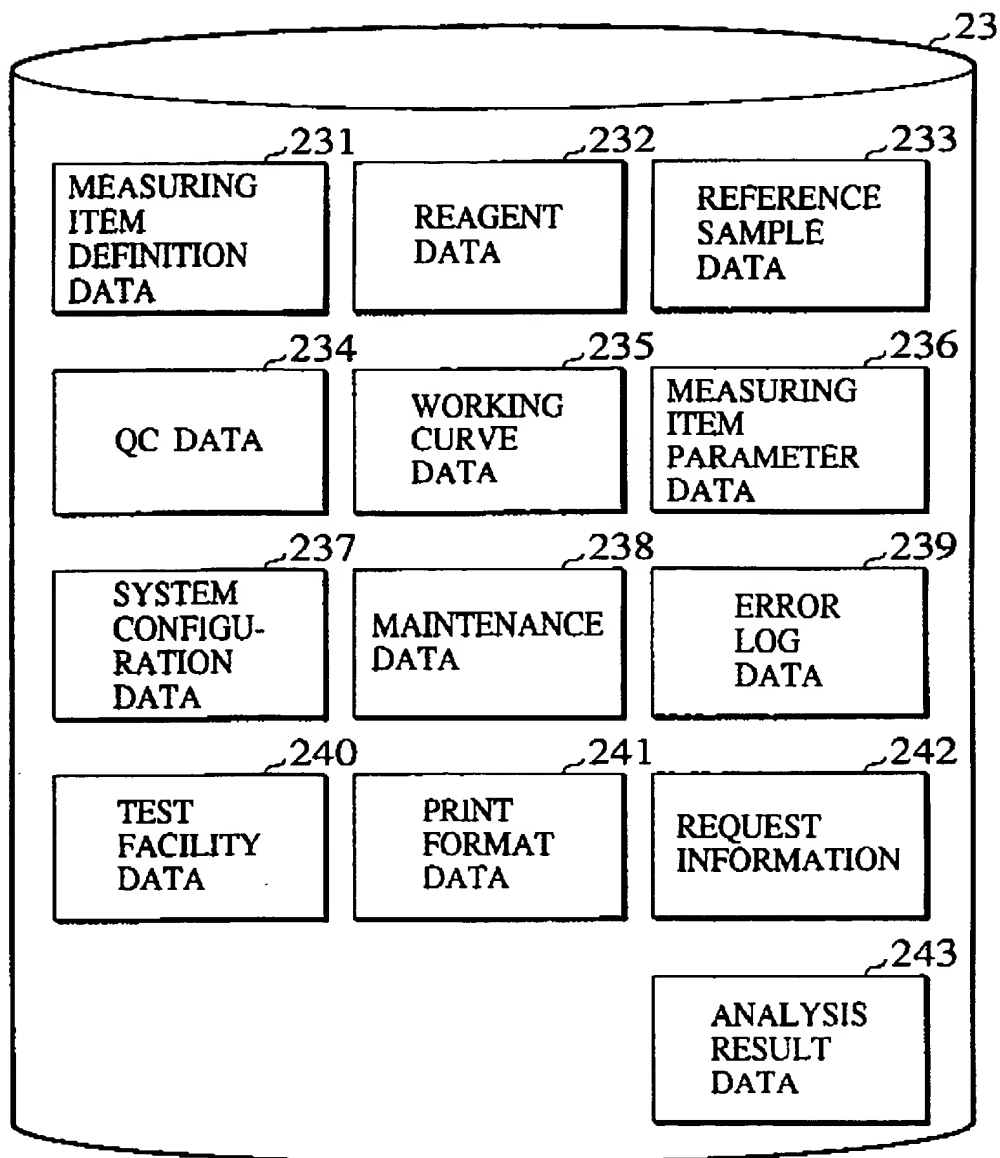 23
231
MEASURING
ITEM
DEFINITION
DATA
232
REAGENT
DATA
233
REFERENCE
SAMPLE
DATA
234
QC DATA
235
WORKING
CURVE
DATA
236
MEASURING
ITEM
PARAMETER
DATA
237
SYSTEM
CONFIGU-
RATION
DATA
238
MAINTENANCE
DATA
239
ERROR
LOG
DATA
240
TEST
FACILITY
DATA
241
PRINT
FORMAT
DATA
242
REQUEST
INFORMATION
243
ANALYSIS
RESULT
DATA